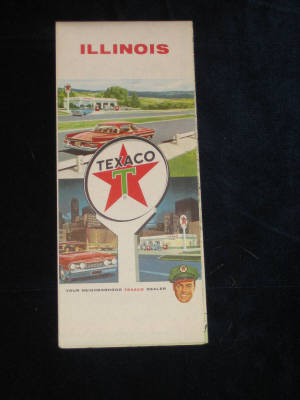 ILLINOIS
TEXACO
T
YOUR NEIGHBORHOOD TEXACO DEALER